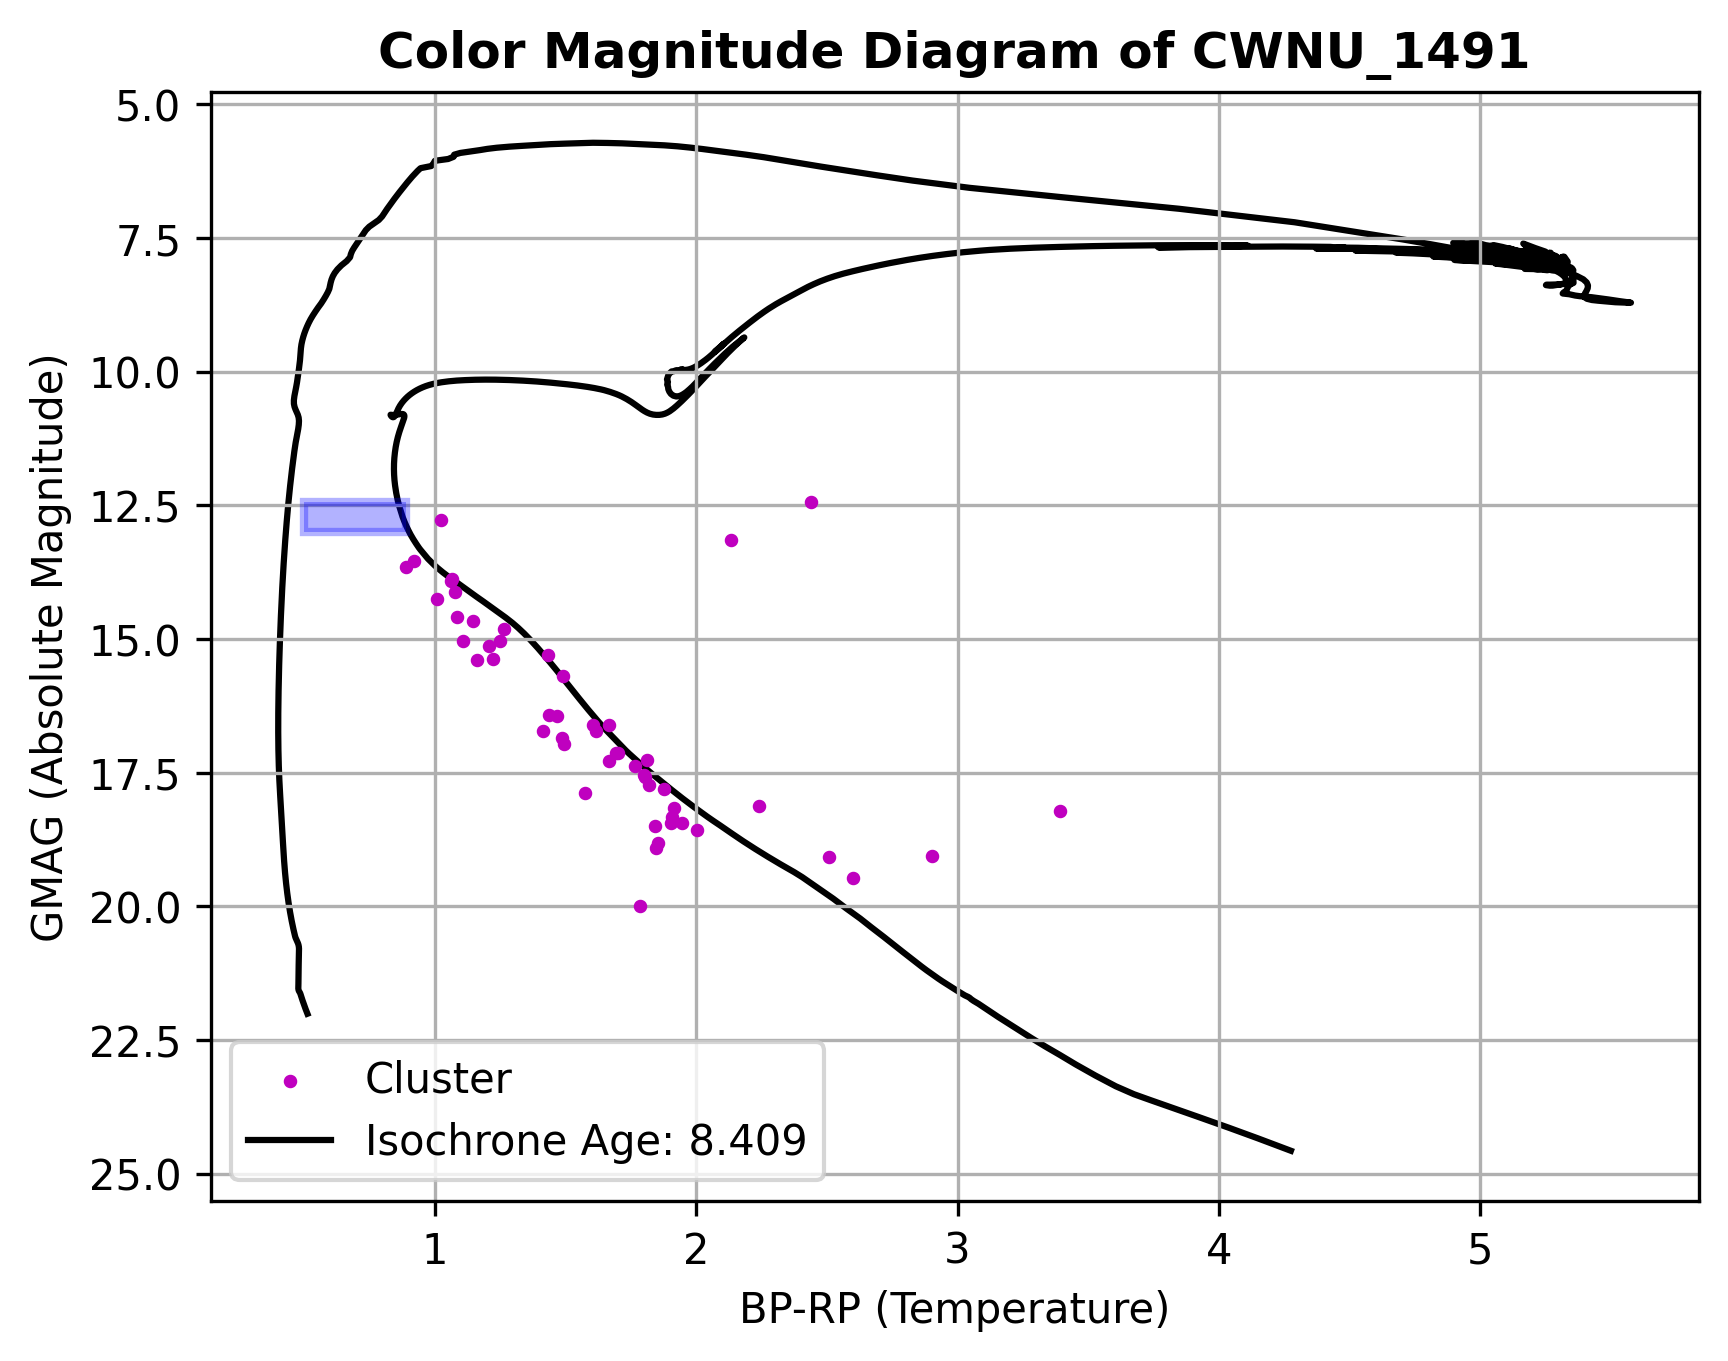 Color Magnitude Diagram of CWNU_1491
GMAG (Absolute Magnitude)
5.0
7.5
10.0
12.5
15.0
17.5
20.0
22.5
25.0
Cluster
Isochrone Age: 8.409
1 2 3 4 5
BP-RP (Temperature)